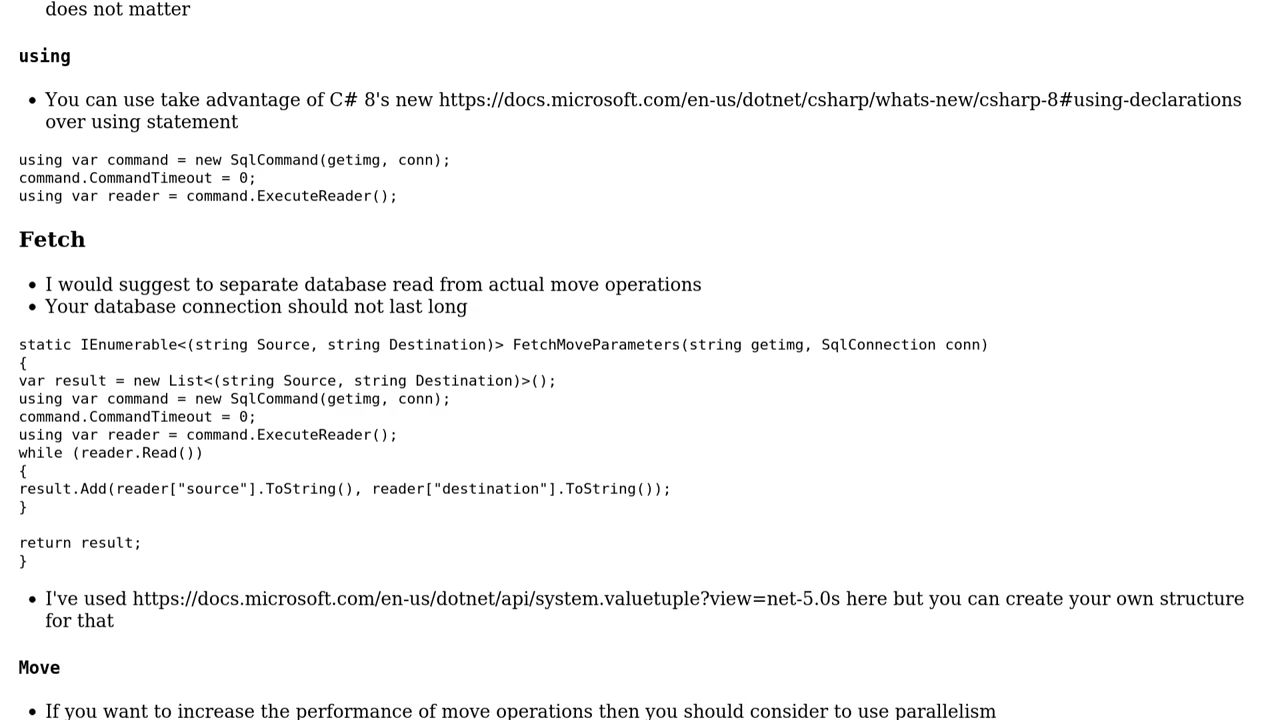 does not matter
using
• You can use take advantage of C# 8's new https://docs.microsoft.com/en-us/dotnet/csharp/whats-new/csharp-8#using-declarations
over using statement
using var command = new SqlCommand(getimg, conn);
command.CommandTimeout = 0;
using var reader = command.ExecuteReader();
Fetch
• I would suggest to separate database read from actual move operations
• Your database connection should not last long
static IEnumerable<(string Source, string Destination)> FetchMoveParameters(string getimg, SqlConnection conn)
{
var result = new List<(string Source, string Destination)>();
using var command = new SqlCommand(getimg, conn);
command.CommandTimeout = 0;
using var reader = command.ExecuteReader();
while (reader.Read())
{
result.Add(reader["source"].ToString(), reader["destination"].ToString());
}
return result;
}
• I've used https://docs.microsoft.com/en-us/dotnet/api/system.valuetuple?view=net-5.0s here but you can create your own structure
for that
Move
• If you want to increase the performance of move operations then you should consider to use parallelism